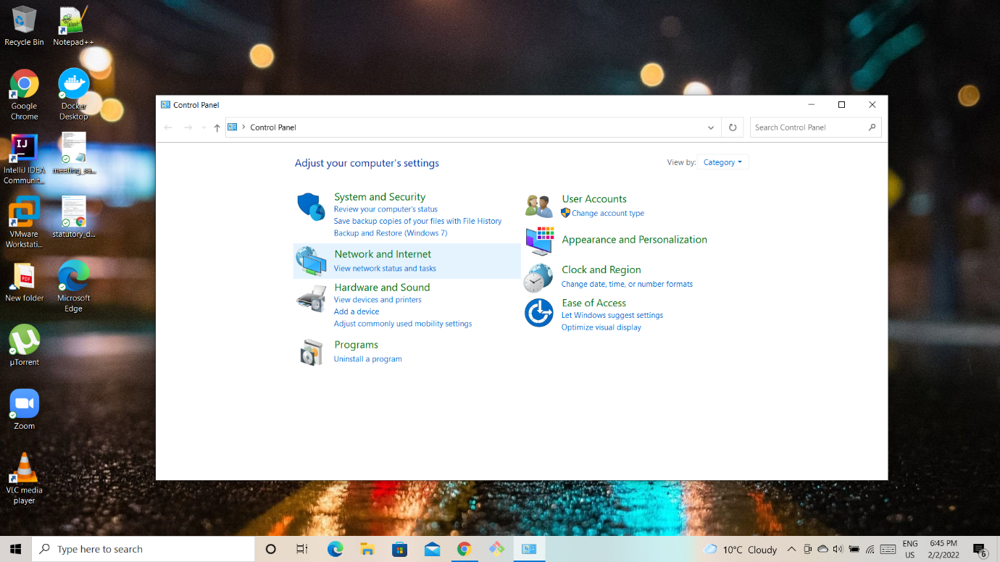 Recycle Bin
Notepad++
Google
Chrome
Docker
Desktop
IJ
IntelliJ IDEA
Communit...
meeting_sa...
VMware
Workstati...
statutory_d...
PDF
New folder
Microsoft
Edge
µTorrent
Zoom
VLC media
player
Control Panel
Control Panel
Search Control Panel
Adjust your computer's settings
View by: Category
System and Security
Review your computer's status
Save backup copies of your files with File History
Backup and Restore (Windows 7)
Network and Internet
View network status and tasks
Hardware and Sound
View devices and printers
Add a device
Adjust commonly used mobility settings
Programs
Uninstall a program
User Accounts
Change account type
Appearance and Personalization
Clock and Region
Change date, time, or number formats
Ease of Access
Let Windows suggest settings
Optimize visual display
Type here to search
10°C Cloudy
ENG
US
6:45 PM
2/2/2022
6